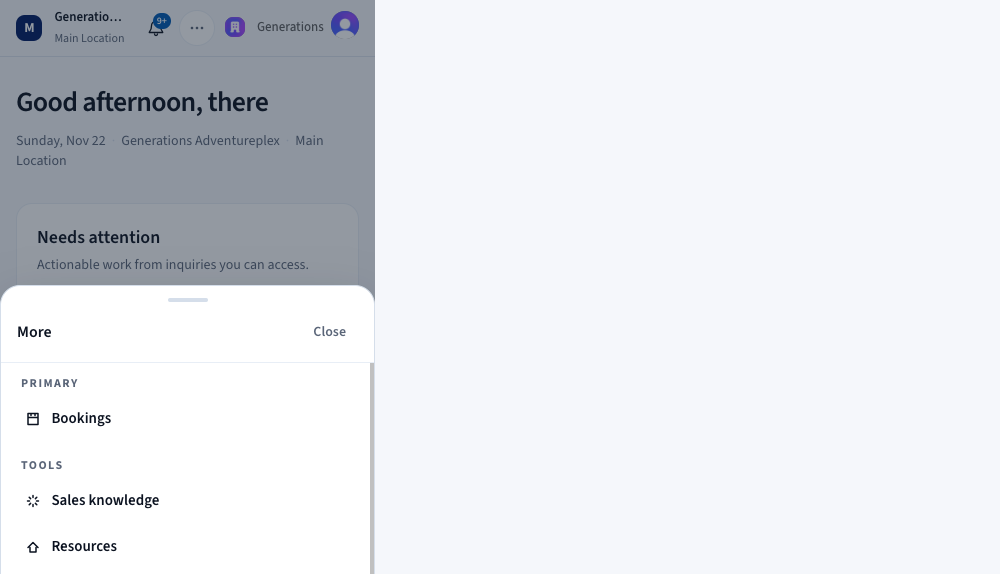 M
Generatio...
Main Location
9+
Generations
Good afternoon, there
Sunday, Nov 22 · Generations Adventureplex · Main
Location
Needs attention
Actionable work from inquiries you can access.
More
Close
PRIMARY
Bookings
TOOLS
Sales knowledge
Resources